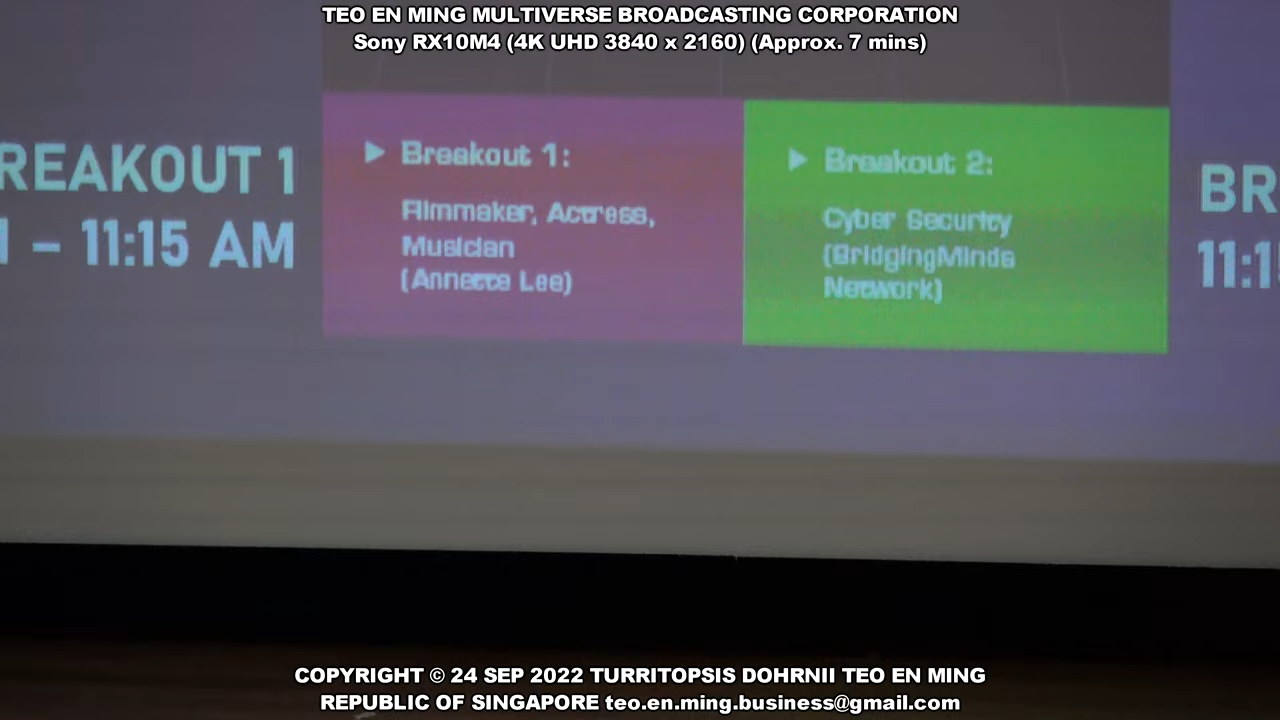 TEO EN MING MULTIVERSE BROADCASTING CORPORATION
Sony RX10M4 (4K UHD 3840 x 2160) (Approx. 7 mins)
REAKOUT 1
– 11:15 AM
Breakout 1:
Filmmaker, Actress,
Musician
(Annette Lee)
Breakout 2:
Cyber Security
(BridgingMinds
Network)
BR
11:1
COPYRIGHT © 24 SEP 2022 TURRITOPSIS DOHRNII TEO EN MING
REPUBLIC OF SINGAPORE teo.en.ming.business@gmail.com